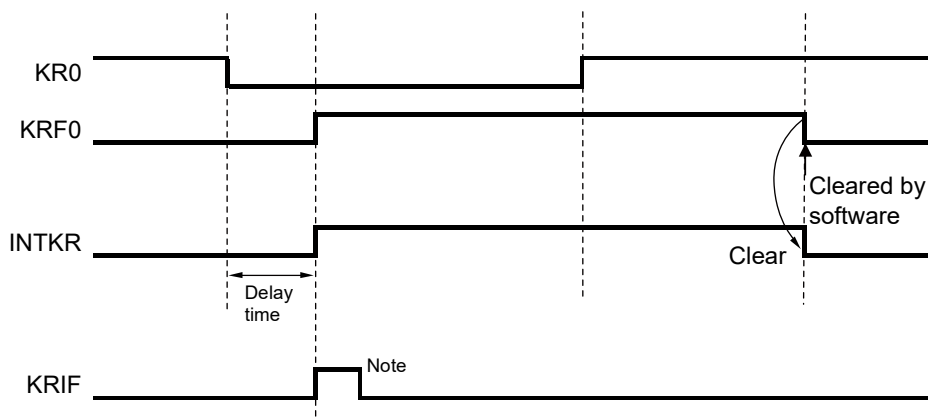 KR0
KRF0
Cleared by
software
INTKR
Clear
Delay
time
Note
KRIF